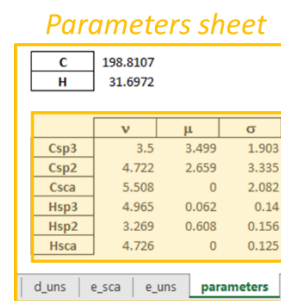 Parameters sheet
C 198.8107
H 31.6972
ν μ σ
Csp3 3.5 3.499 1.903
Csp2 4.722 2.659 3.335
Csca 5.508 0 2.082
Hsp3 4.965 0.062 0.14
Hsp2 3.269 0.608 0.156
Hsca 4.726 0 0.125
d_uns e_sca e_uns parameters